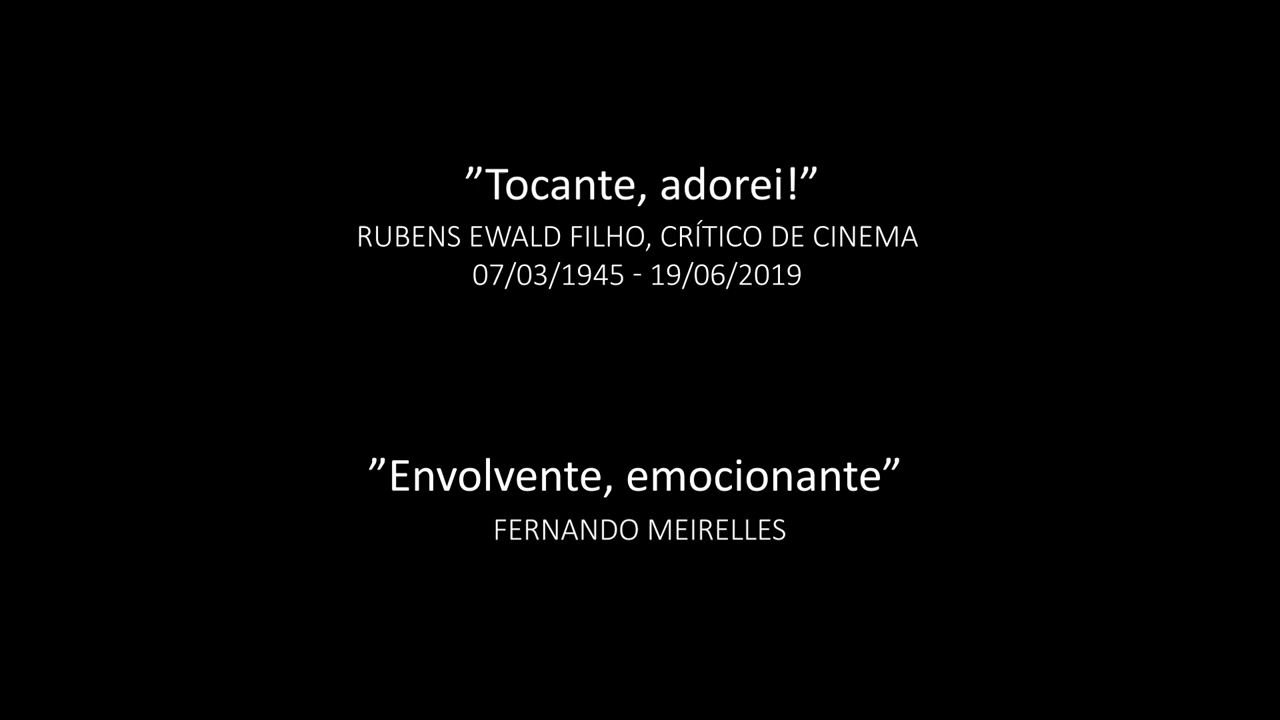 ”Tocante, adorei!”
RUBENS EWALD FILHO, CRÍTICO DE CINEMA
07/03/1945 - 19/06/2019
”Envolvente, emocionante”
FERNANDO MEIRELLES